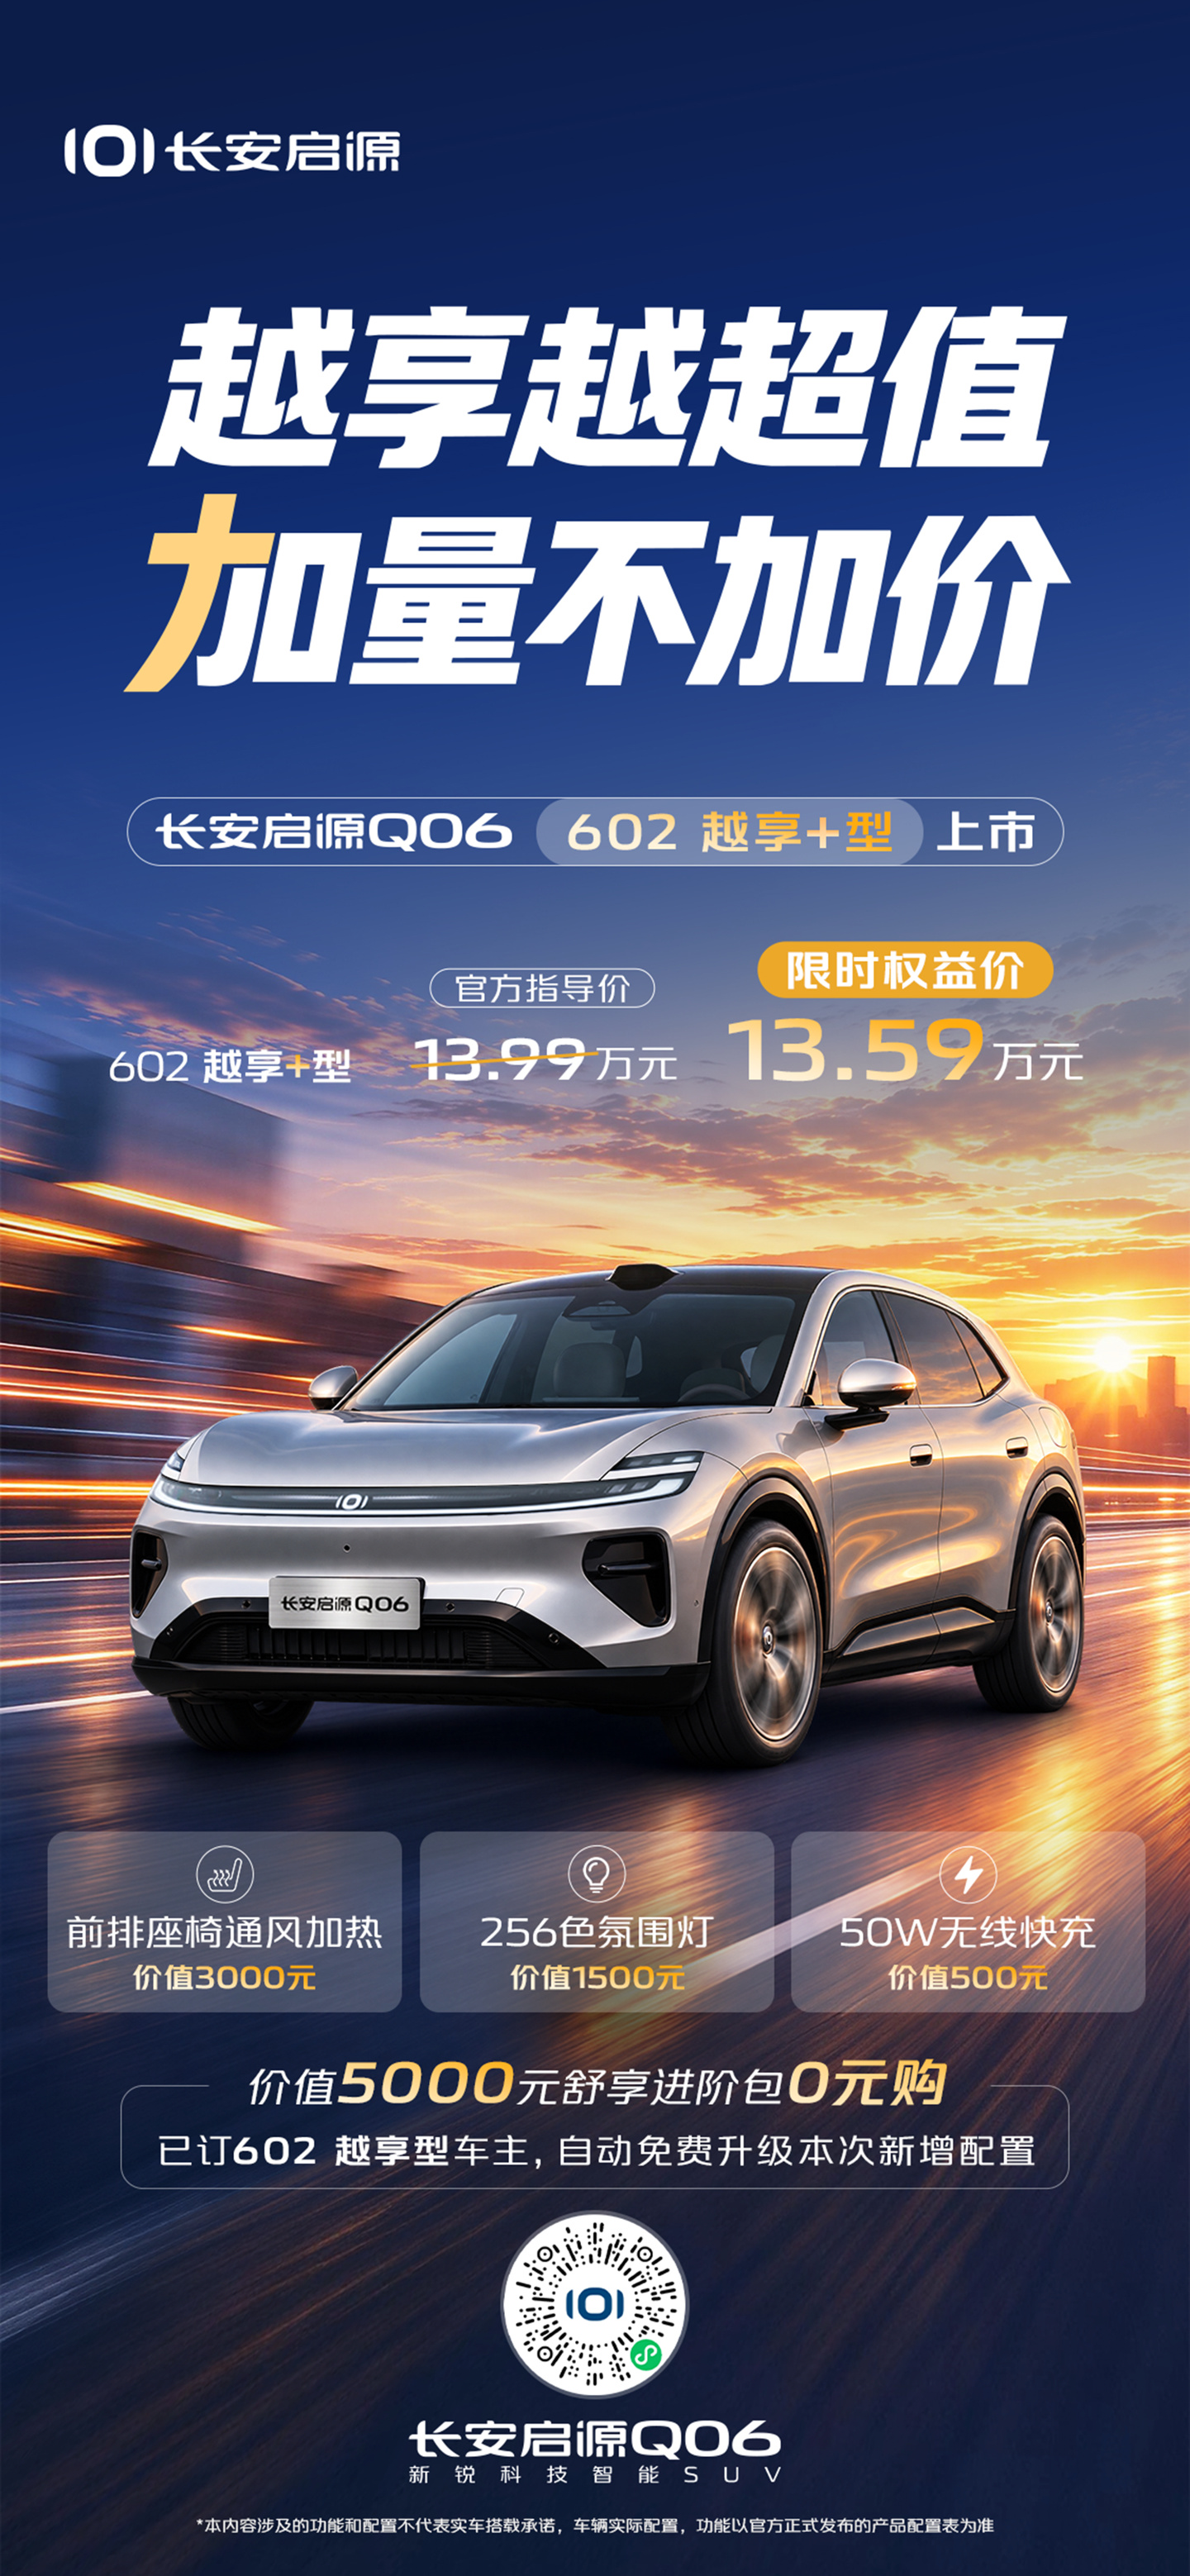 长安启源
越享越超值
加量不加价
长安启源Q06 602 越享+型 上市
官方指导价 限时权益价
602 越享+型 13.99万元 13.59万元
长安启源Q06
前排座椅通风加热 256色氛围灯 50W无线快充
价值3000元 价值1500元 价值500元
价值5000元舒享进阶包0元购
已订602 越享型车主,自动免费升级本次新增配置
长安启源Q06
新锐科技智能SUV
*本内容涉及的功能和配置不代表实车搭载承诺，车辆实际配置，功能以官方正式发布的产品配置表为准